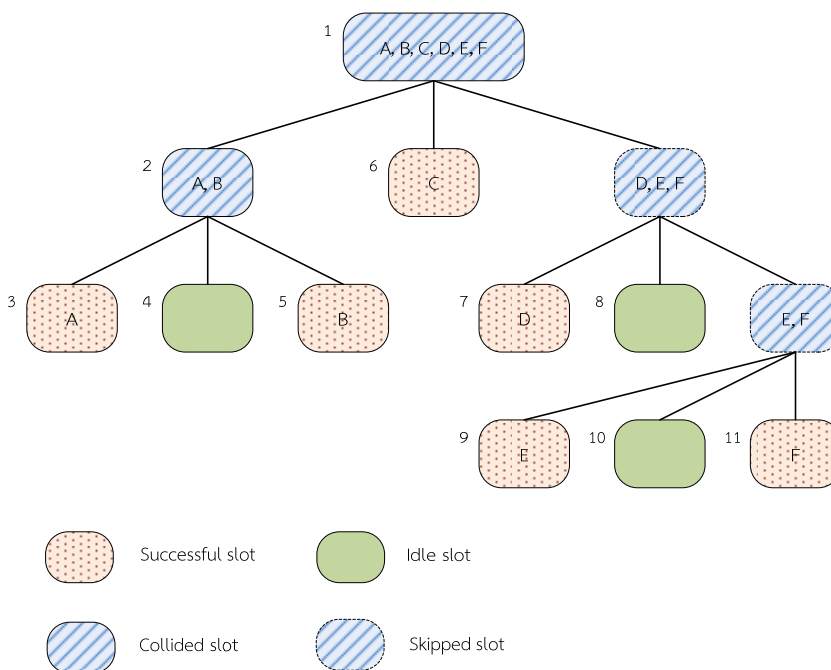 1
A, B, C, D, E, F
2
A, B
6
C
D, E, F
3
A
4
5
B
7
D
8
E, F
9
E
10
11
F
Successful slot
Idle slot
Collided slot
Skipped slot